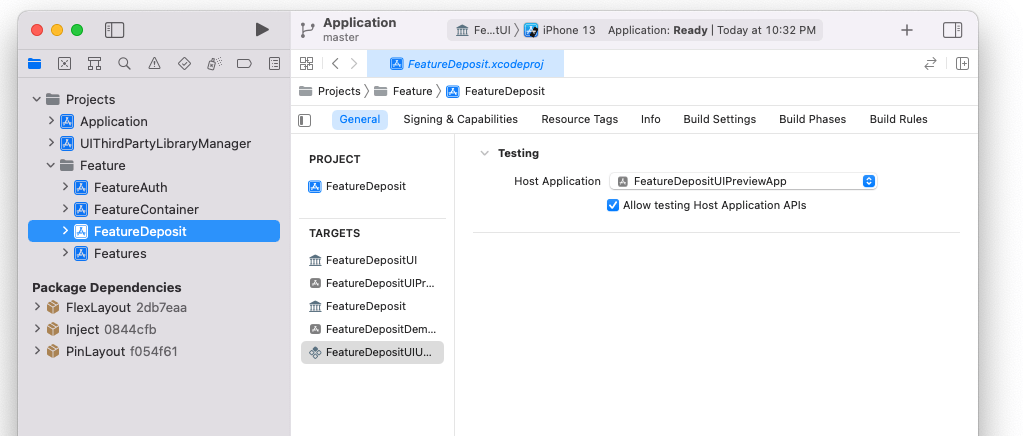 Application
master
Fe...tUI iPhone 13 Application: Ready | Today at 10:32 PM
FeatureDeposit.xcodeproj
Projects Feature FeatureDeposit
General Signing & Capabilities Resource Tags Info Build Settings Build Phases Build Rules
Projects
Application
UIThirdPartyLibraryManager
Feature
FeatureAuth
FeatureContainer
FeatureDeposit
Features
Package Dependencies
FlexLayout 2db7eaa
Inject 0844cfb
PinLayout f054f61
PROJECT
FeatureDeposit
TARGETS
FeatureDepositUI
FeatureDepositUIPr...
FeatureDeposit
FeatureDepositDem...
FeatureDepositUIU...
Testing
Host Application FeatureDepositUIPreviewApp
Allow testing Host Application APIs